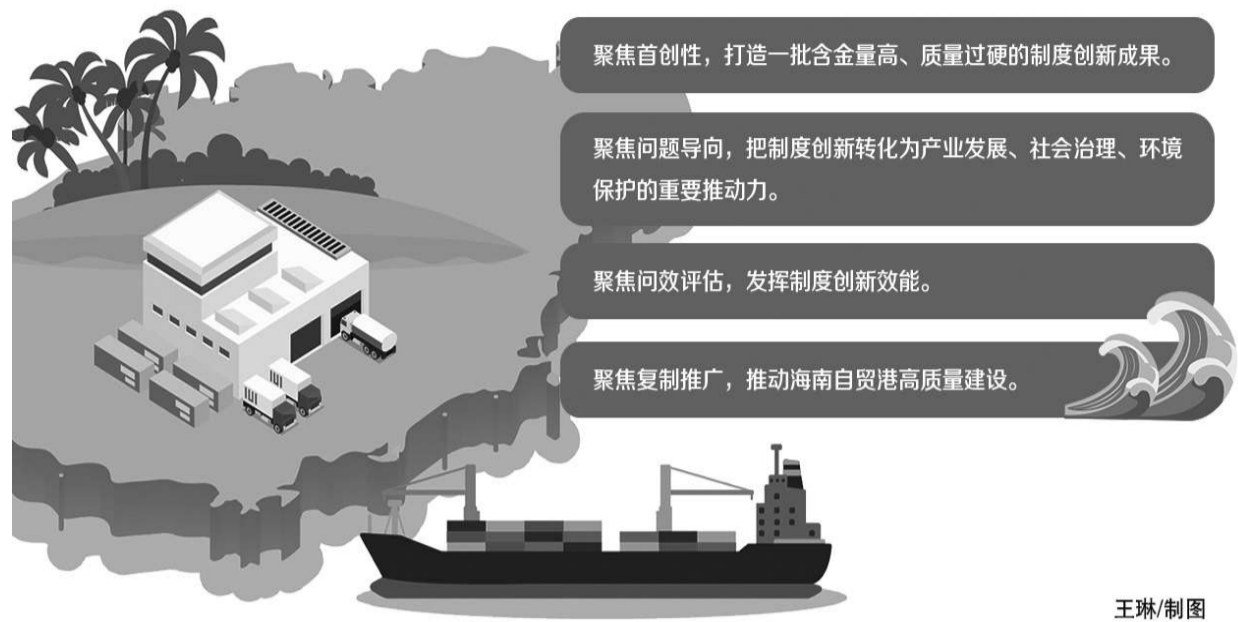 聚焦首创性，打造一批含金量高、质量过硬的制度创新成果。
聚焦问题导向，把制度创新转化为产业发展、社会治理、环境
保护的重要推动力。
聚焦问效评估，发挥制度创新效能。
聚焦复制推广，推动海南自贸港高质量建设。
王琳/制图